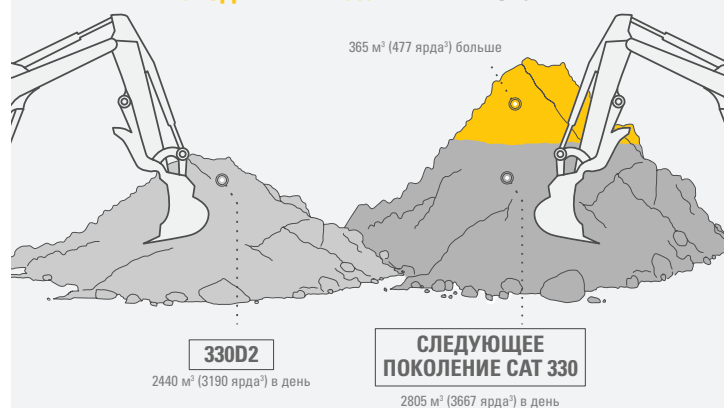 365 м³ (477 ярда³) больше
330D2
2440 м³ (3190 ярда³) в день
СЛЕДУЮЩЕЕ
ПОКОЛЕНИЕ CAT 330
2805 м³ (3667 ярда³) в день